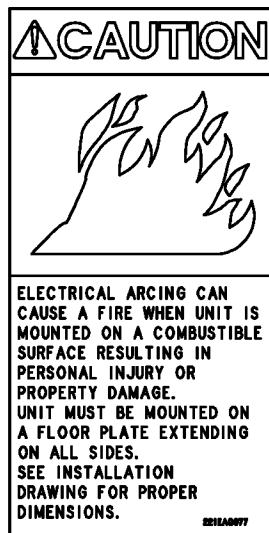 CAUTION
ELECTRICAL ARCING CAN
CAUSE A FIRE WHEN UNIT IS
MOUNTED ON A COMBUSTIBLE
SURFACE RESULTING IN
PERSONAL INJURY OR
PROPERTY DAMAGE.
UNIT MUST BE MOUNTED ON
A FLOOR PLATE EXTENDING
ON ALL SIDES.
SEE INSTALLATION
DRAWING FOR PROPER
DIMENSIONS.